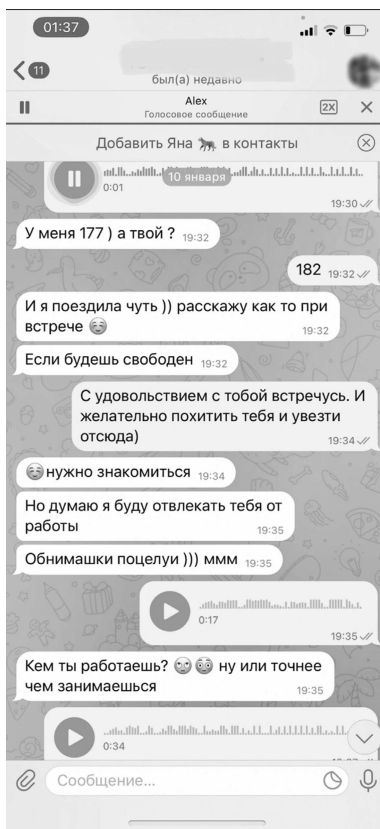 01:37
11
был(а) недавно
Alex
Голосовое сообщение
2X
Добавить Яна 🐆 в контакты
10 января
0:01
19:30
У меня 177 ) а твой ? 19:32
182 19:32
И я поездила чуть )) расскажу как то при
встрече ☺️
19:32
Если будешь свободен 19:32
С удовольствием с тобой встречусь. И
желательно похитить тебя и увезти
отсюда)
19:34
☺️нужно знакомиться 19:34
Но думаю я буду отвлекать тебя от
работы
19:35
Обнимашки поцелуи ))) ммм 19:35
0:17
19:35
Кем ты работаешь? 🙄 😳 ну или точнее
чем занимаешься
19:35
0:34
Сообщение...